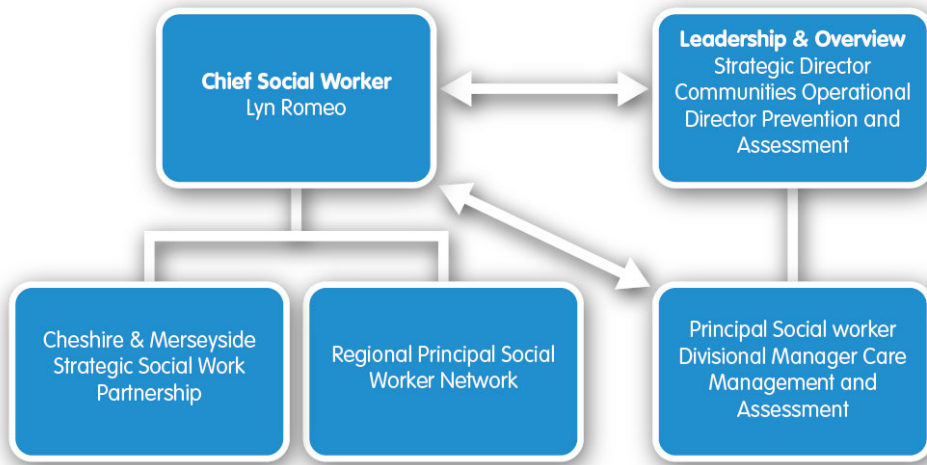 Chief Social Worker
Lyn Romeo
Leadership & Overview
Strategic Director
Communities Operational
Director Prevention and
Assessment
Cheshire & Merseyside
Strategic Social Work
Partnership
Regional Principal Social
Worker Network
Principal Social worker
Divisional Manager Care
Management and
Assessment